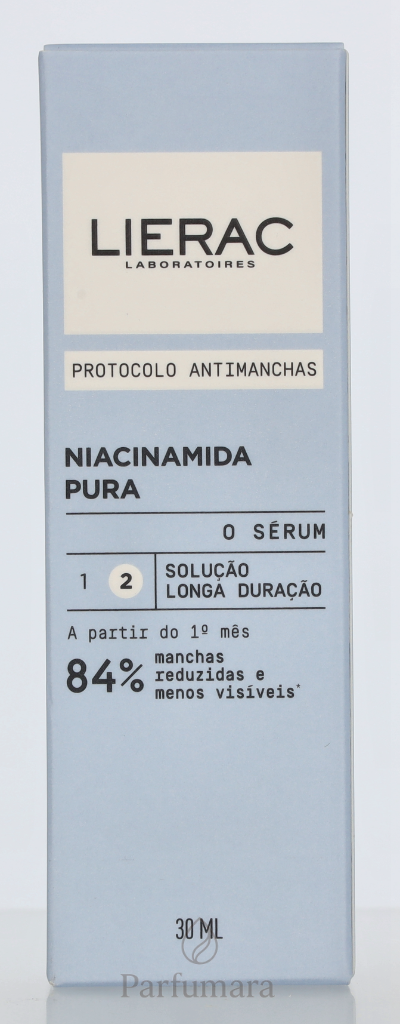 LIERAC
LABORATOIRES
PROTOCOLO ANTIMANCHAS
NIACINAMIDA
PURA
O SÉRUM
1 2
SOLUÇÃO
LONGA DURAÇÃO
A partir do 1º mês
84%
manchas
reduzidas e
menos visíveis*
30 ML
Parfumara